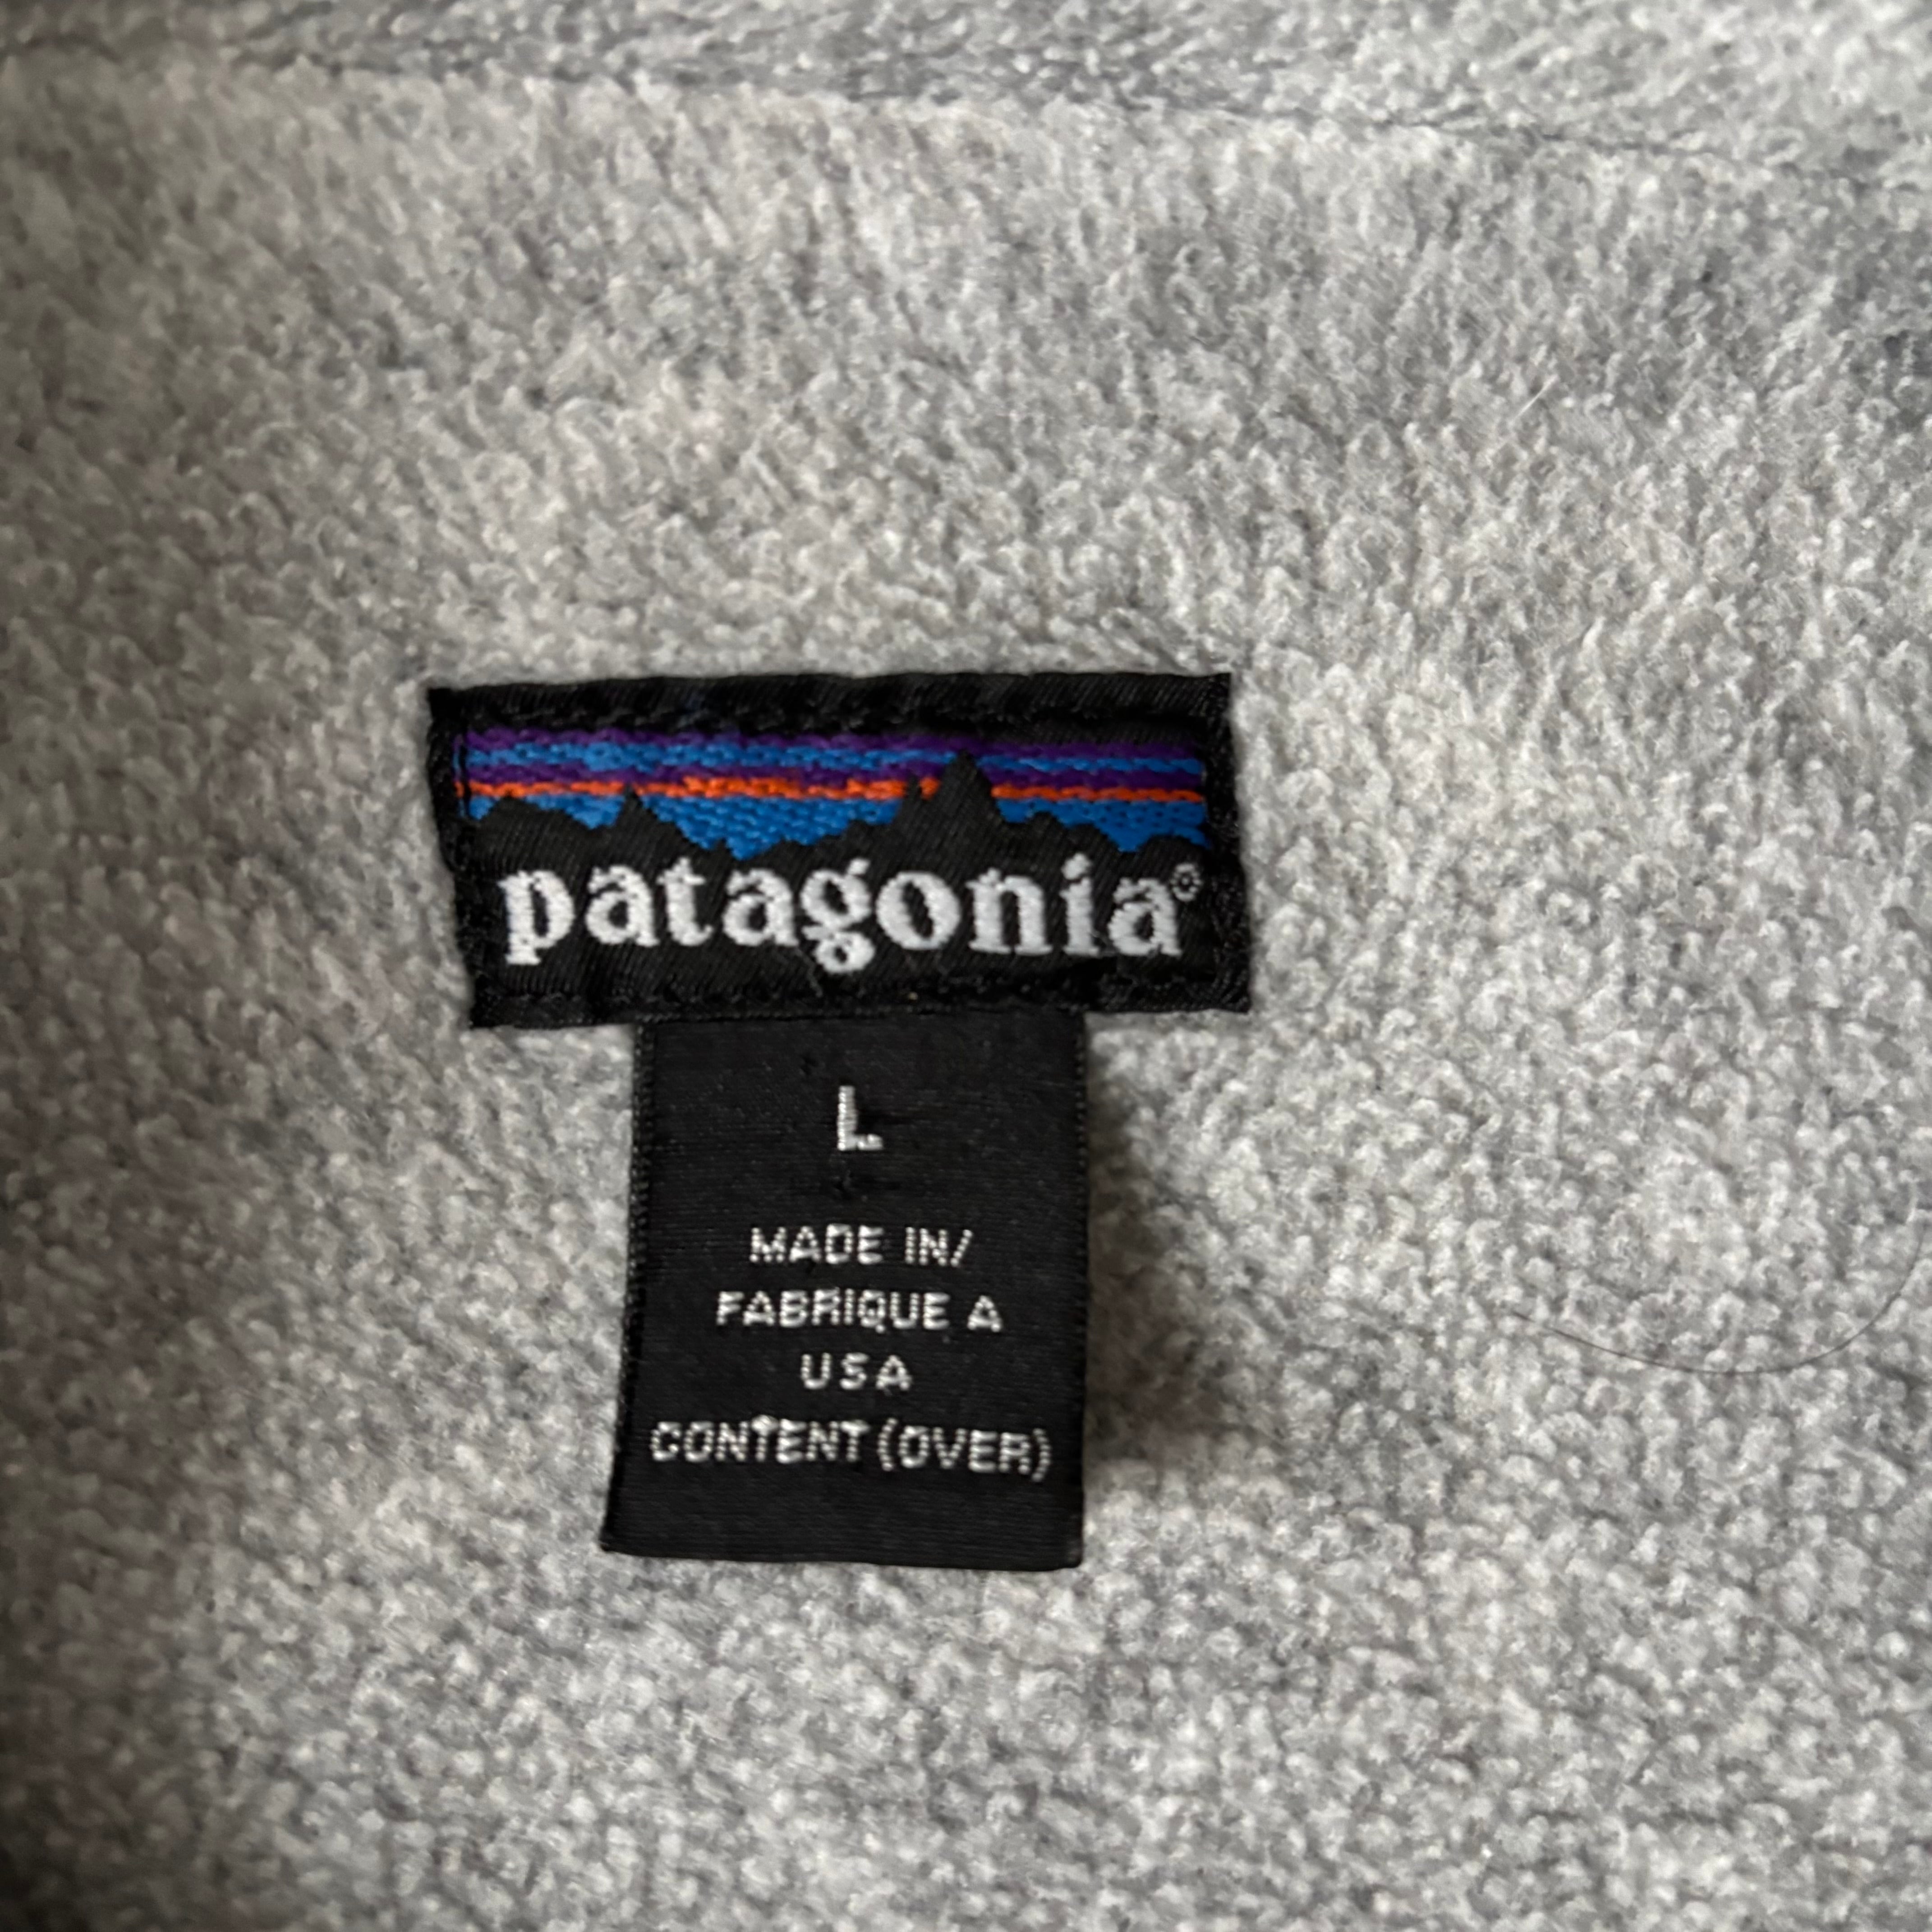 patagonia®
L
MADE IN/
FABRIQUE A
USA
CONTENT (OVER)